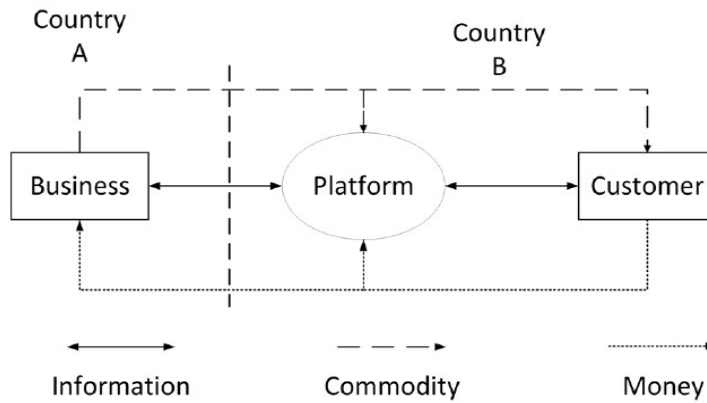 Country
A
Country
B
Business
Platform
Customer
Information
Commodity
Money